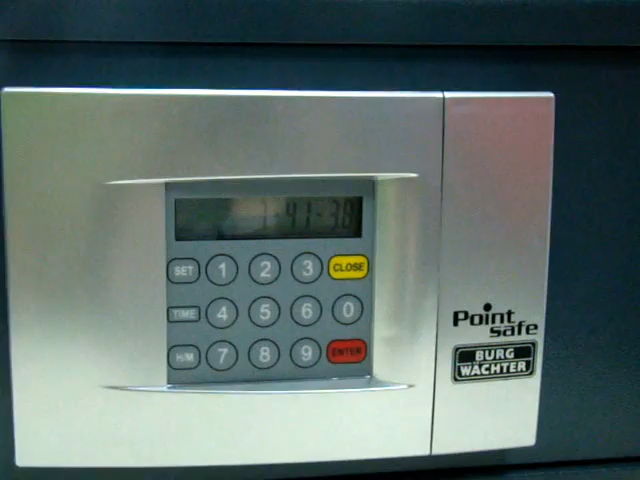 1-41-38
SET 1 2 3 CLOSE
TIME 4 5 6 0
H/M 7 8 9 ENTER
Point
safe
BURG
WÄCHTER